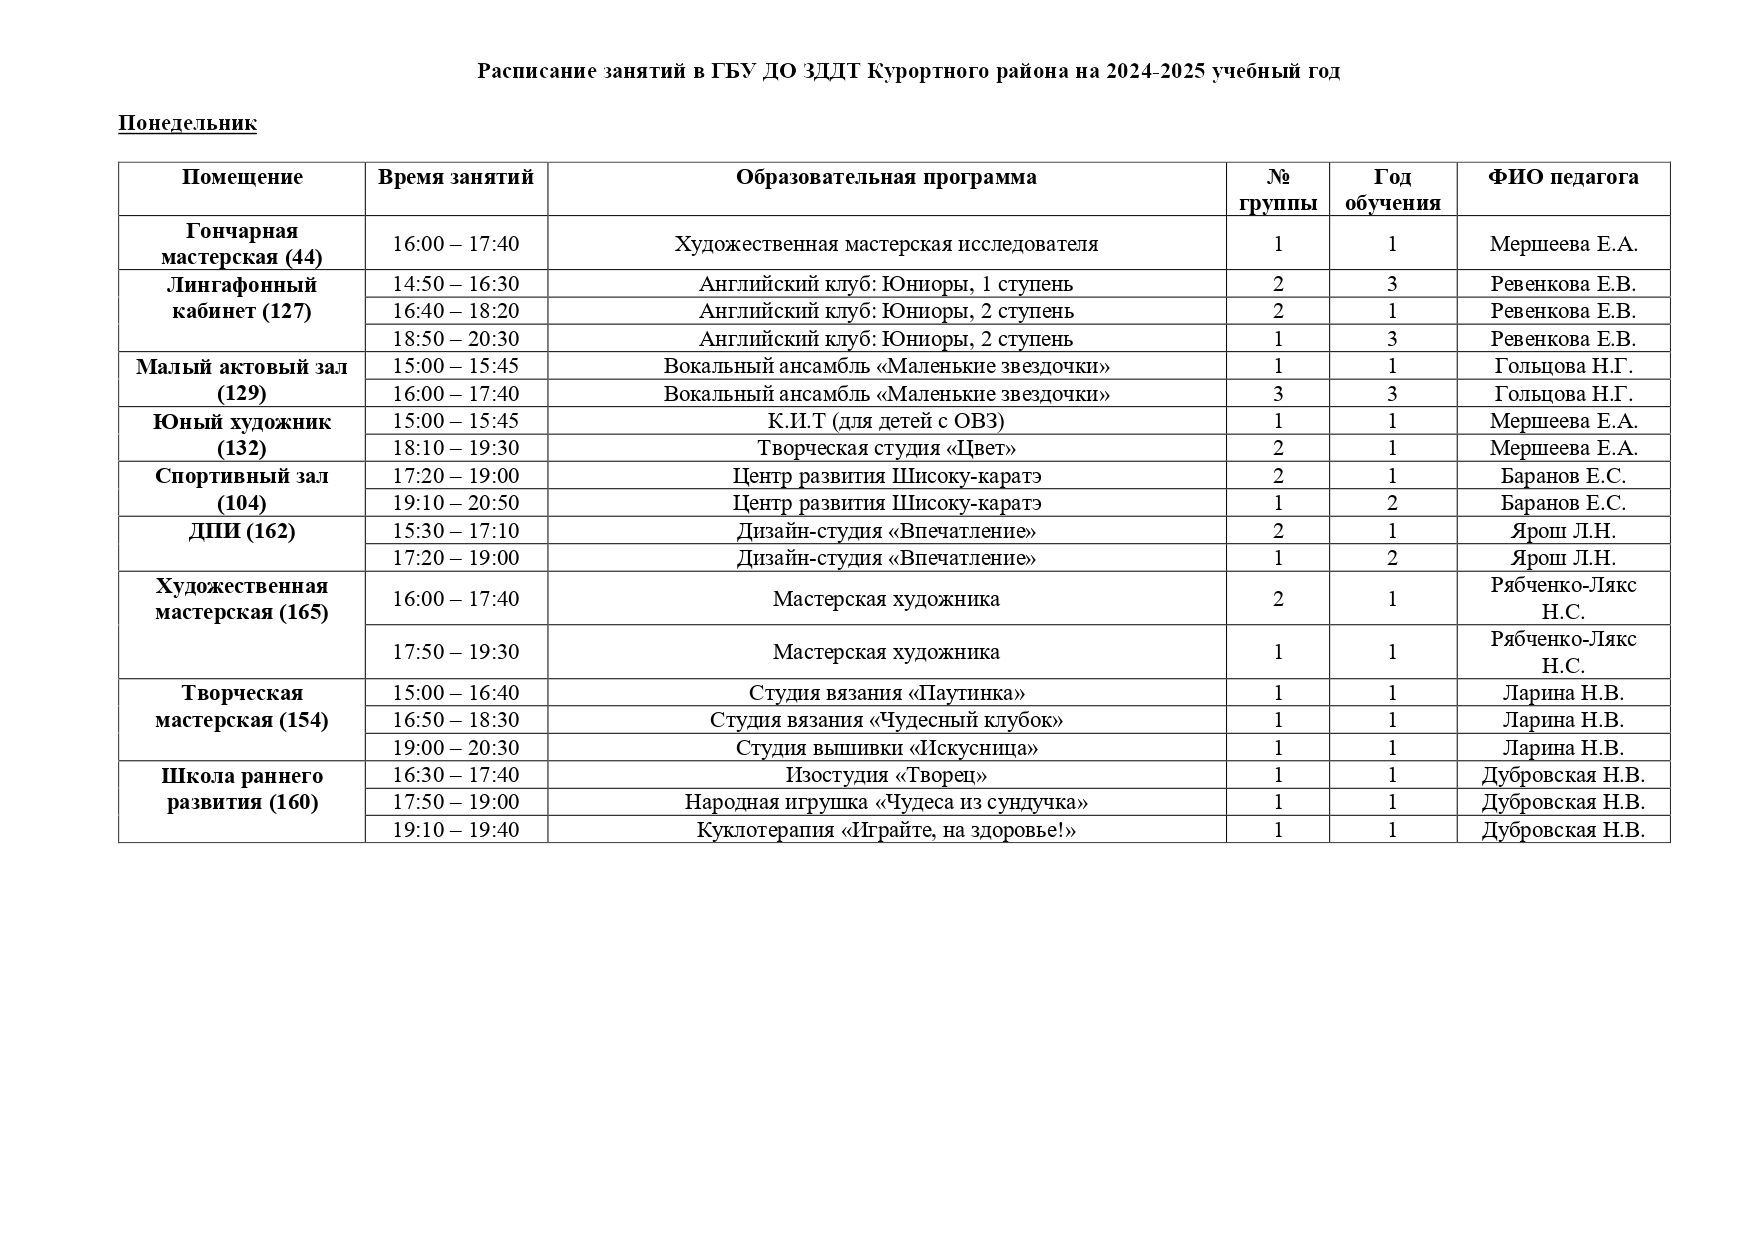 Расписание занятий в ГБУ ДО ЗДДТ Курортного района на 2024-2025 учебный год
Понедельник
Помещение Время занятий Образовательная программа № группы Год обучения ФИО педагога
Гончарная мастерская (44) 16:00 – 17:40 Художественная мастерская исследователя 1 1 Мершеева Е.А.
Лингафонный кабинет (127) 14:50 – 16:30 Английский клуб: Юниоры, 1 ступень 2 3 Ревенкова Е.В.
16:40 – 18:20 Английский клуб: Юниоры, 2 ступень 2 1 Ревенкова Е.В.
18:50 – 20:30 Английский клуб: Юниоры, 2 ступень 1 3 Ревенкова Е.В.
Малый актовый зал (129) 15:00 – 15:45 Вокальный ансамбль «Маленькие звездочки» 1 1 Гольцова Н.Г.
16:00 – 17:40 Вокальный ансамбль «Маленькие звездочки» 3 3 Гольцова Н.Г.
Юный художник (132) 15:00 – 15:45 К.И.Т (для детей с ОВЗ) 1 1 Мершеева Е.А.
18:10 – 19:30 Творческая студия «Цвет» 2 1 Мершеева Е.А.
Спортивный зал (104) 17:20 – 19:00 Центр развития Шисоку-каратэ 2 1 Баранов Е.С.
19:10 – 20:50 Центр развития Шисоку-каратэ 1 2 Баранов Е.С.
ДПИ (162) 15:30 – 17:10 Дизайн-студия «Впечатление» 2 1 Ярош Л.Н.
17:20 – 19:00 Дизайн-студия «Впечатление» 1 2 Ярош Л.Н.
Художественная мастерская (165) 16:00 – 17:40 Мастерская художника 2 1 Рябченко-Лякс Н.С.
17:50 – 19:30 Мастерская художника 1 1 Рябченко-Лякс Н.С.
Творческая мастерская (154) 15:00 – 16:40 Студия вязания «Паутинка» 1 1 Ларина Н.В.
16:50 – 18:30 Студия вязания «Чудесный клубок» 1 1 Ларина Н.В.
19:00 – 20:30 Студия вышивки «Искусница» 1 1 Ларина Н.В.
Школа раннего развития (160) 16:30 – 17:40 Изостудия «Творец» 1 1 Дубровская Н.В.
17:50 – 19:00 Народная игрушка «Чудеса из сундучка» 1 1 Дубровская Н.В.
19:10 – 19:40 Куклотерапия «Играйте, на здоровье!» 1 1 Дубровская Н.В.